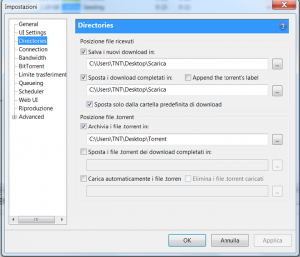 Impostazioni
General
UI Settings
Directories
Connection
Bandwidth
BitTorrent
Limite trasferiment
Queueing
Scheduler
Web UI
Riproduzione
Advanced
Directories
Posizione file ricevuti
Salva i nuovi download in:
C:\Users\TNT\Desktop\Scarica
...
Sposta i download completati in:
Append the torrent's label
C:\Users\TNT\Desktop\Scarica
...
Sposta solo dalla cartella predefinita di download
Posizione file .torrent
Archivia i file .torrent in:
C:\Users\TNT\Desktop\Torrent
...
Sposta i file .torrent dei download completati in:
...
Carica automaticamente i file .torren
Elimina i file .torrent caricati
...
OK
Annulla
Applica